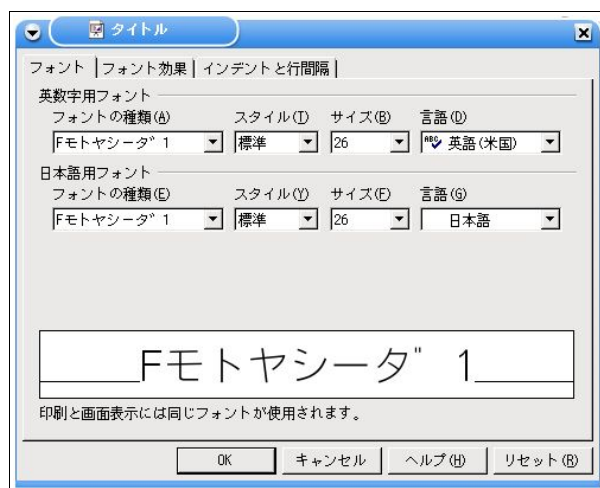 タイトル
フォント フォント効果 インデントと行間隔
英数字用フォント
フォントの種類(A) スタイル(T) サイズ(B) 言語(D)
Fモトヤシータ゛1 標準 26 ABC 英語(米国)
日本語用フォント
フォントの種類(E) スタイル(Y) サイズ(F) 言語(G)
Fモトヤシータ゛1 標準 26 日本語
Fモトヤシータ゛1
印刷と画面表示には同じフォントが使用されます。
OK キャンセル ヘルプ(H) リセット(R)